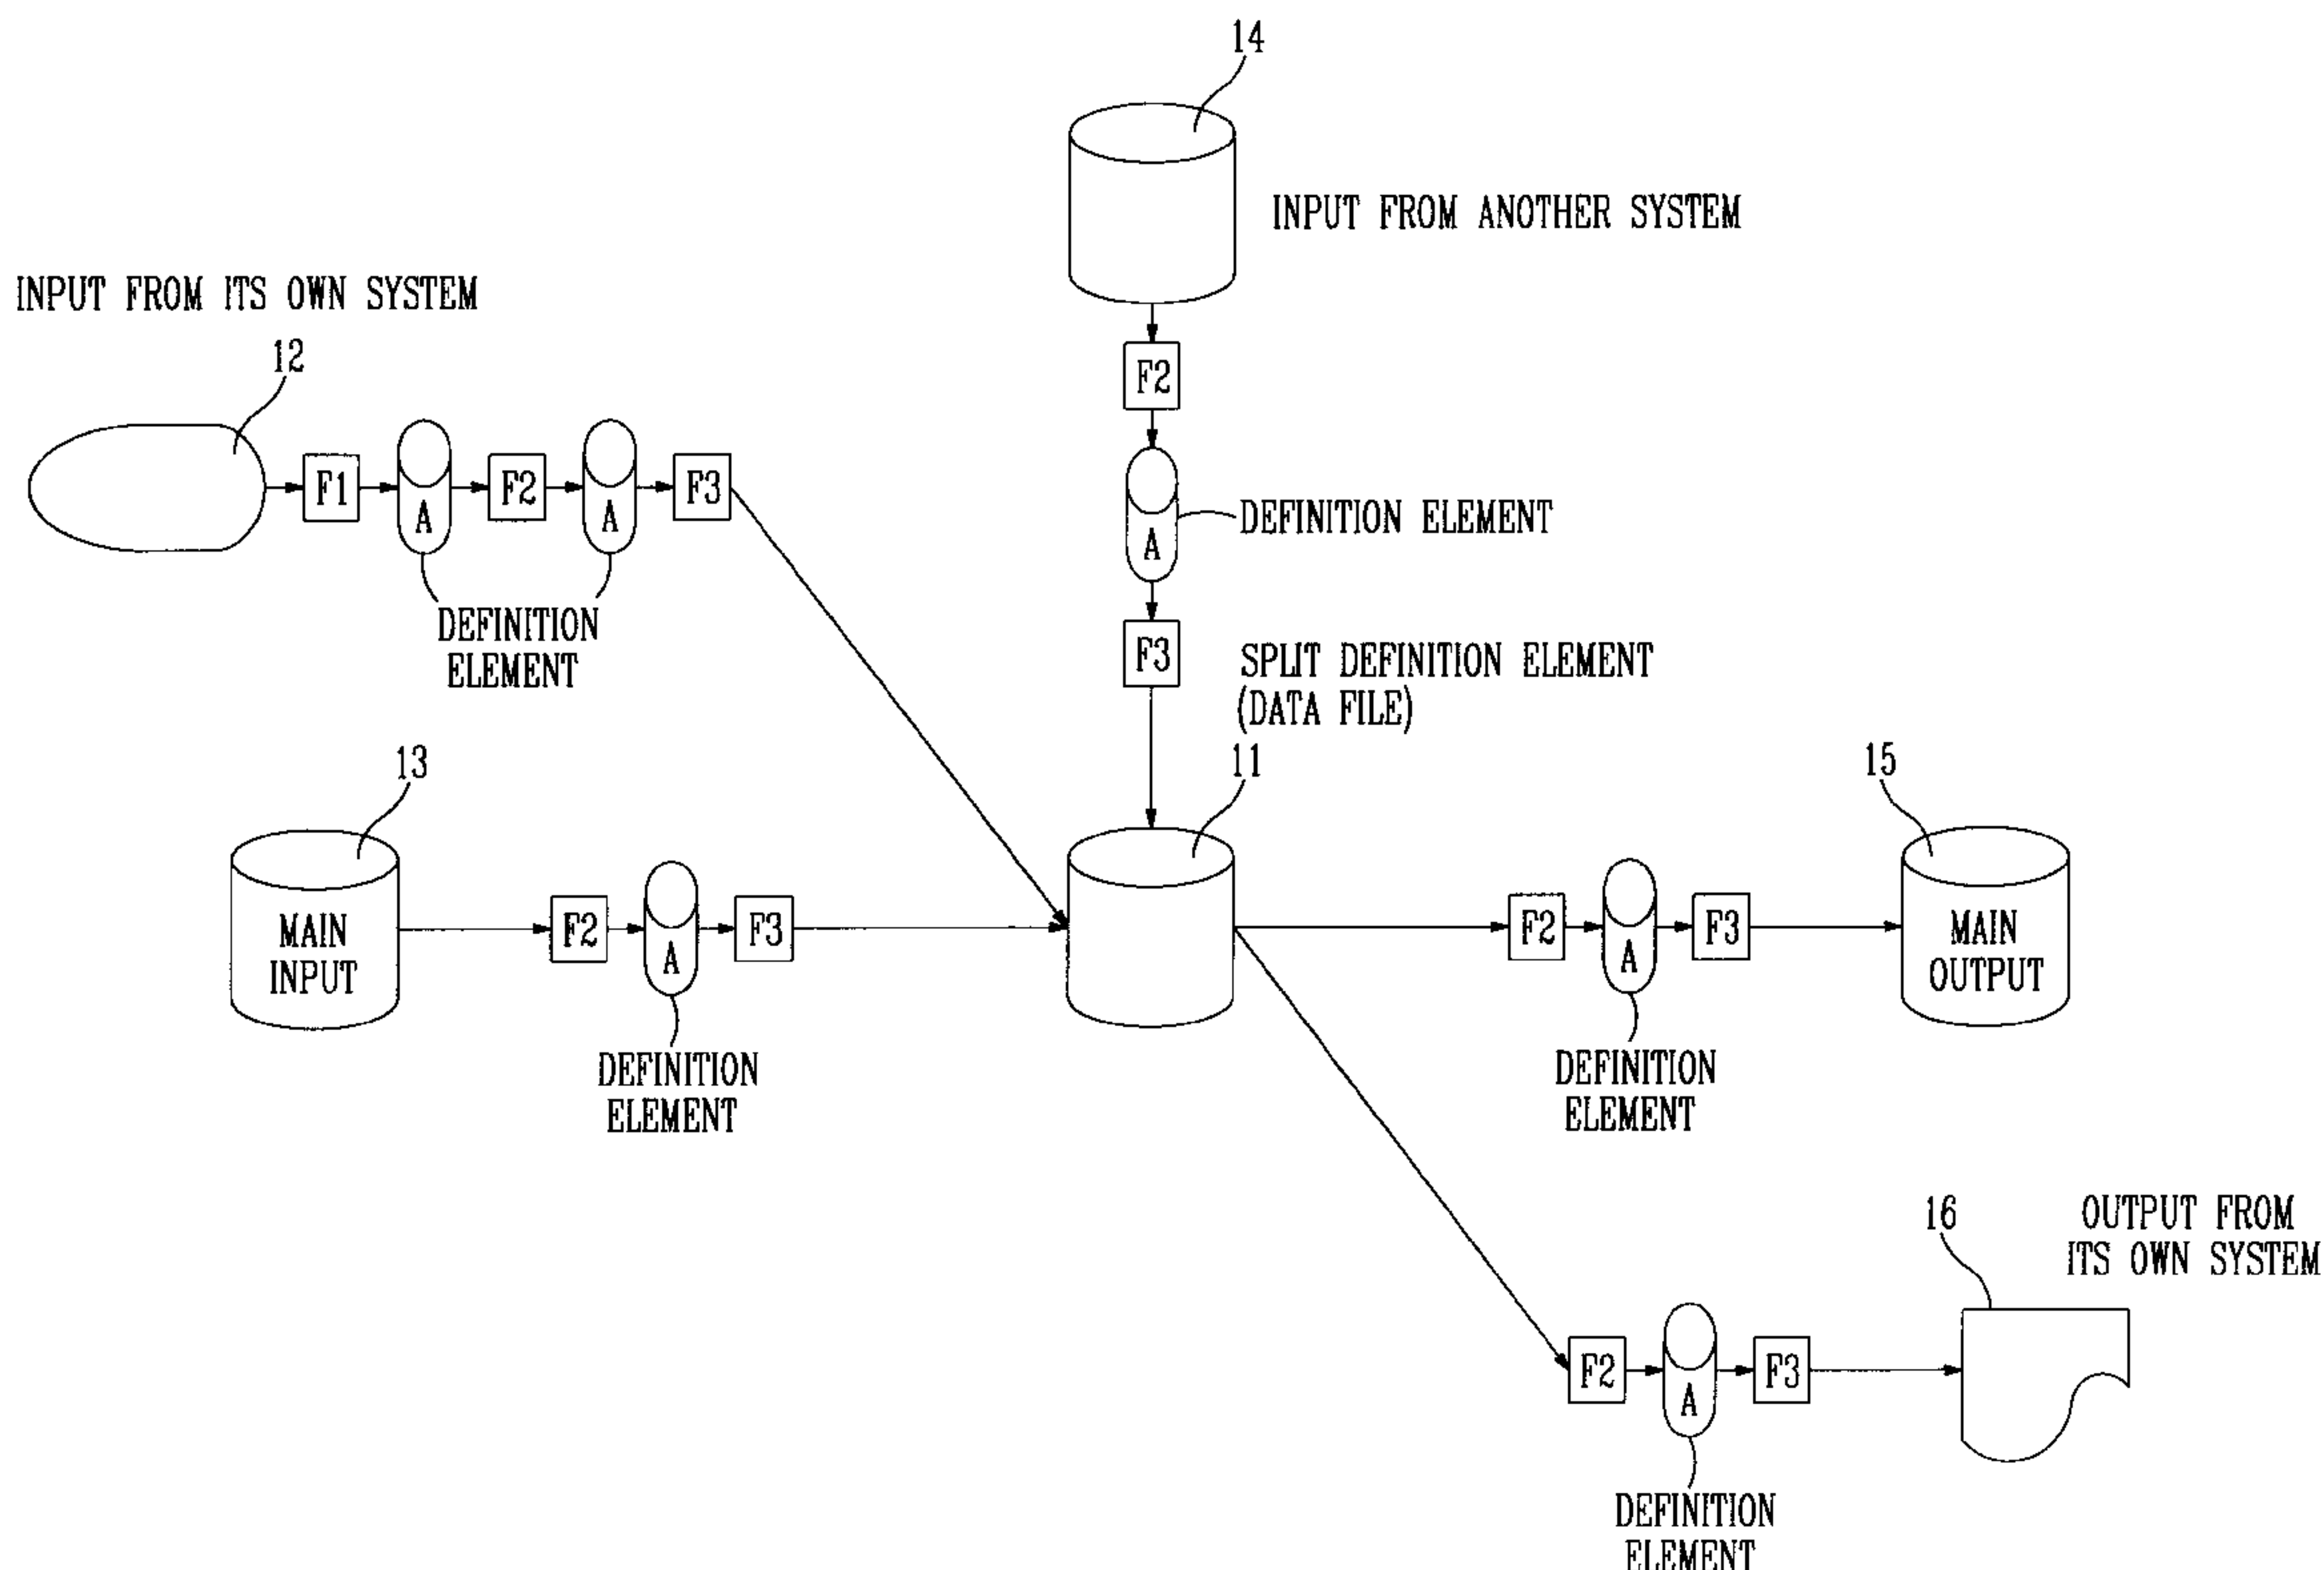 14
INPUT FROM ANOTHER SYSTEM
INPUT FROM ITS OWN SYSTEM
12
F2
F1
A
F2
A
F3
DEFINITION ELEMENT
A
DEFINITION
ELEMENT
F3
SPLIT DEFINITION ELEMENT
(DATA FILE)
13
11
15
MAIN
INPUT
F2
A
F3
F2
A
F3
MAIN
OUTPUT
DEFINITION
ELEMENT
DEFINITION
ELEMENT
16
OUTPUT FROM
ITS OWN SYSTEM
F2
A
F3
DEFINITION
ELEMENT